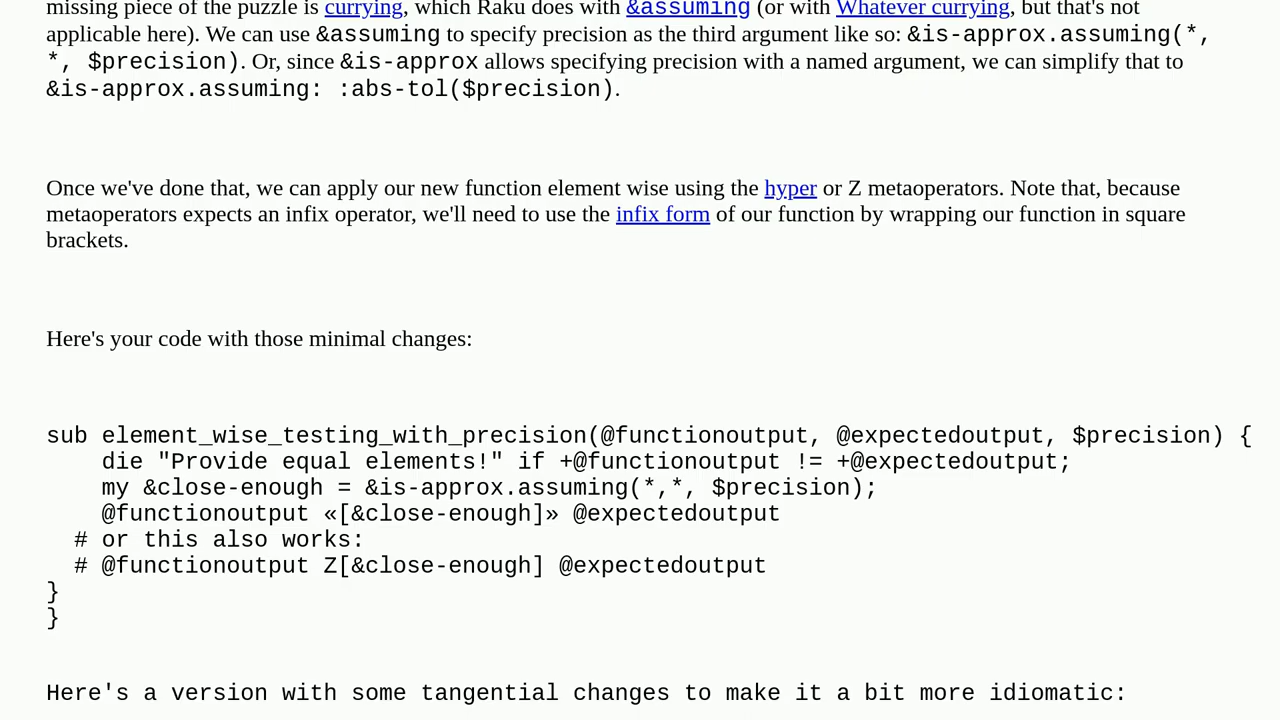 missing piece of the puzzle is currying, which Raku does with &assuming (or with Whatever currying, but that's not
applicable here). We can use &assuming to specify precision as the third argument like so: &is-approx.assuming(*,
*, $precision). Or, since &is-approx allows specifying precision with a named argument, we can simplify that to
&is-approx.assuming: :abs-tol($precision).
Once we've done that, we can apply our new function element wise using the hyper or Z metaoperators. Note that, because
metaoperators expects an infix operator, we'll need to use the infix form of our function by wrapping our function in square
brackets.
Here's your code with those minimal changes:
sub element_wise_testing_with_precision(@functionoutput, @expectedoutput, $precision) {
    die "Provide equal elements!" if +@functionoutput != +@expectedoutput;
    my &close-enough = &is-approx.assuming(*,*, $precision);
    @functionoutput «[&close-enough]» @expectedoutput
  # or this also works:
  # @functionoutput Z[&close-enough] @expectedoutput
}
}
Here's a version with some tangential changes to make it a bit more idiomatic: